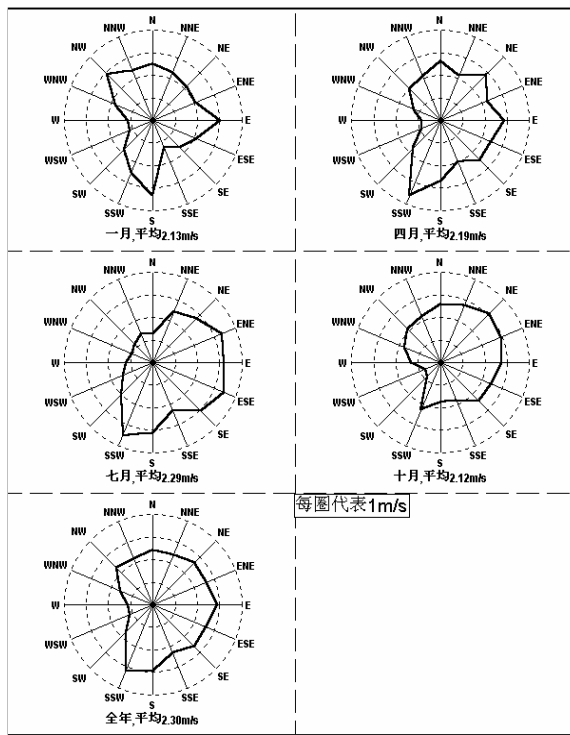 N
NNW NNE
NW NE
WNW ENE
W E
WSW ESE
SW SE
SSW SSE
S
一月,平均2.13m/s
N
NNW NNE
NW NE
WNW ENE
W E
WSW ESE
SW SE
SSW SSE
S
四月,平均2.19m/s
N
NNW NNE
NW NE
WNW ENE
W E
WSW ESE
SW SE
SSW SSE
S
七月,平均2.29m/s
N
NNW NNE
NW NE
WNW ENE
W E
WSW ESE
SW SE
SSW SSE
S
十月,平均2.12m/s
每圈代表1m/s
N
NNW NNE
NW NE
WNW ENE
W E
WSW ESE
SW SE
SSW SSE
S
全年,平均2.30m/s